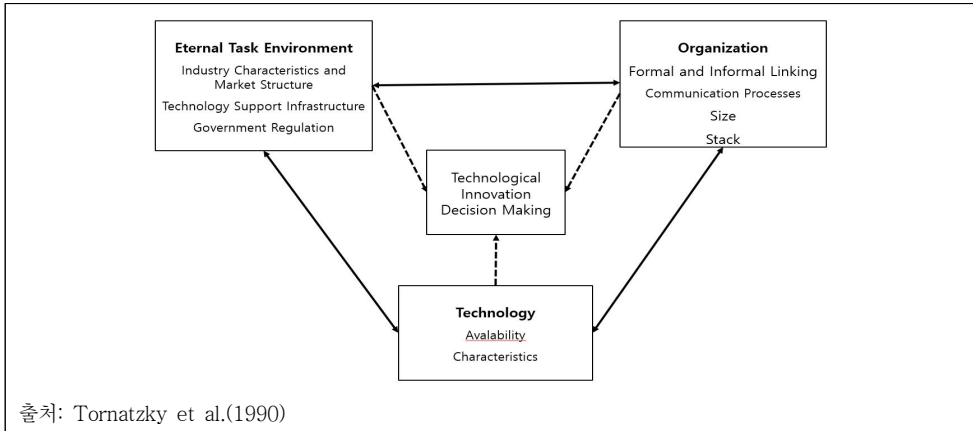 Eternal Task Environment
Industry Characteristics and
Market Structure
Technology Support Infrastructure
Government Regulation
Organization
Formal and Informal Linking
Communication Processes
Size
Stack
Technological
Innovation
Decision Making
Technology
Avalability
Characteristics
출처: Tornatzky et al.(1990)